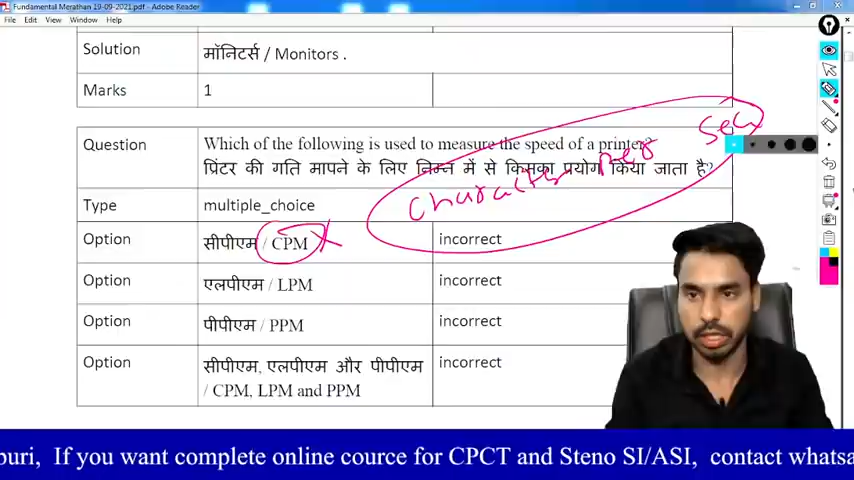 Fundamental Merathan 19-09-2021.pdf - Adobe Reader
File Edit View Window Help
Solution मॉनिटर्स / Monitors .
Marks 1
Question Which of the following is used to measure the speed of a printer?
प्रिंटर की गति मापने के लिए निम्न में से किसका प्रयोग किया जाता है?
Type multiple_choice
Option सीपीएम / CPM incorrect
Option एलपीएम / LPM incorrect
Option पीपीएम / PPM incorrect
Option सीपीएम, एलपीएम और पीपीएम incorrect
/ CPM, LPM and PPM
per
buri, If you want complete online cource for CPCT and Steno SI/ASI, contact whatsa